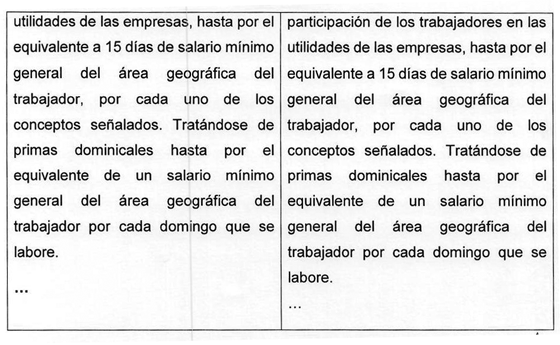 utilidades de las empresas, hasta por el
equivalente a 15 días de salario mínimo
general del área geográfica del
trabajador, por cada uno de los
conceptos señalados. Tratándose de
primas dominicales hasta por el
equivalente de un salario mínimo
general del área geográfica del
trabajador por cada domingo que se
labore.
...
participación de los trabajadores en las
utilidades de las empresas, hasta por el
equivalente a 15 días de salario mínimo
general del área geográfica del
trabajador, por cada uno de los
conceptos señalados. Tratándose de
primas dominicales hasta por el
equivalente de un salario mínimo
general del área geográfica del
trabajador por cada domingo que se
labore.
...